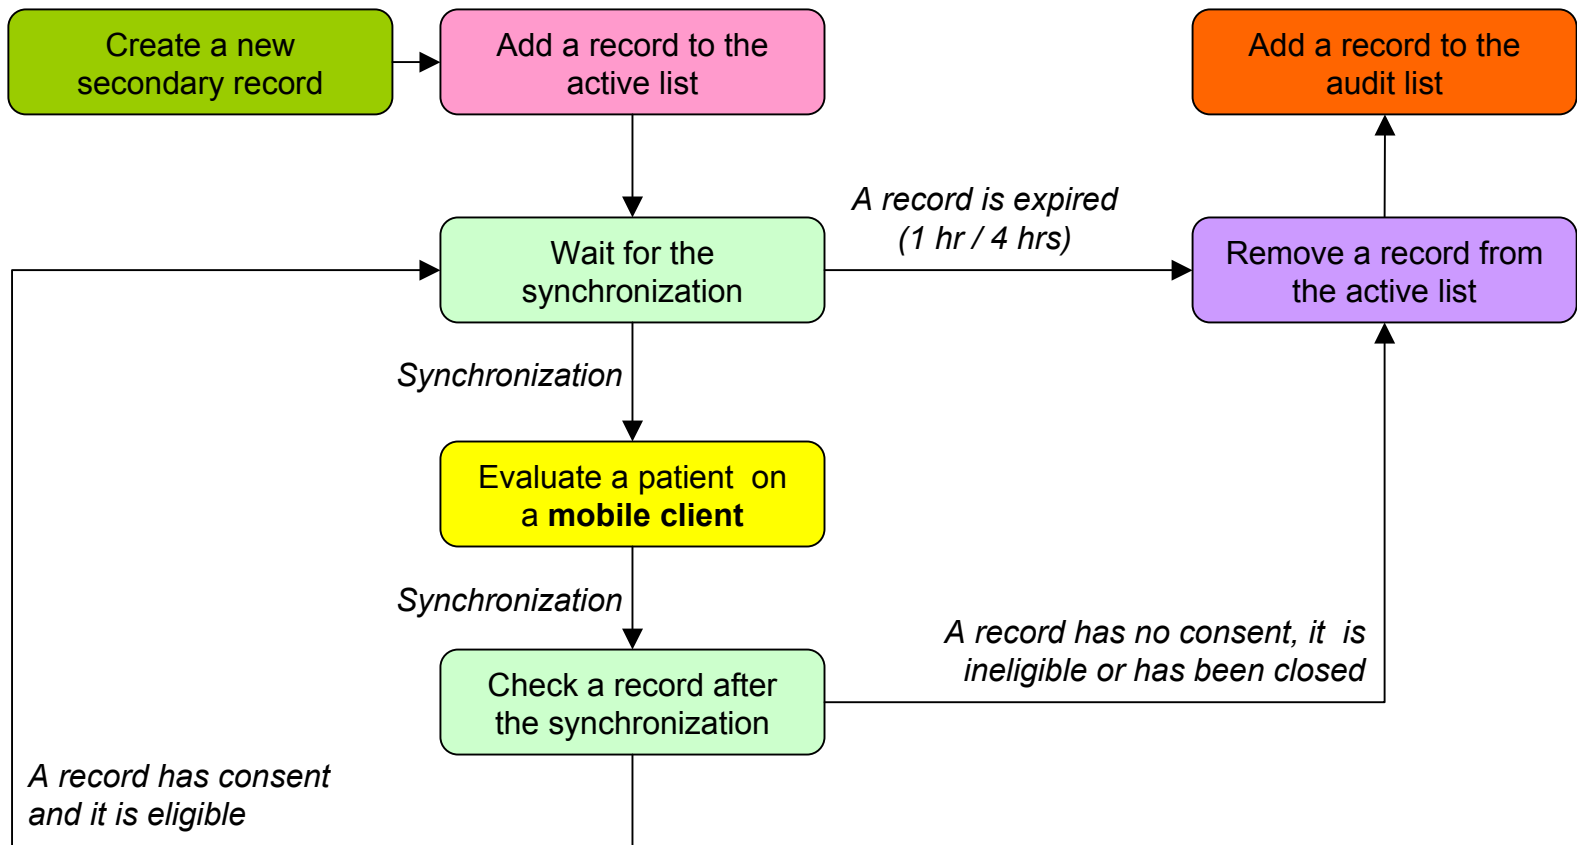 Create a new
secondary record
Add a record to the
active list
Add a record to the
audit list
A record is expired
(1 hr / 4 hrs)
Wait for the
synchronization
Remove a record from
the active list
Synchronization
Evaluate a patient on
a mobile client
Synchronization
A record has no consent, it is
ineligible or has been closed
Check a record after
the synchronization
A record has consent
and it is eligible